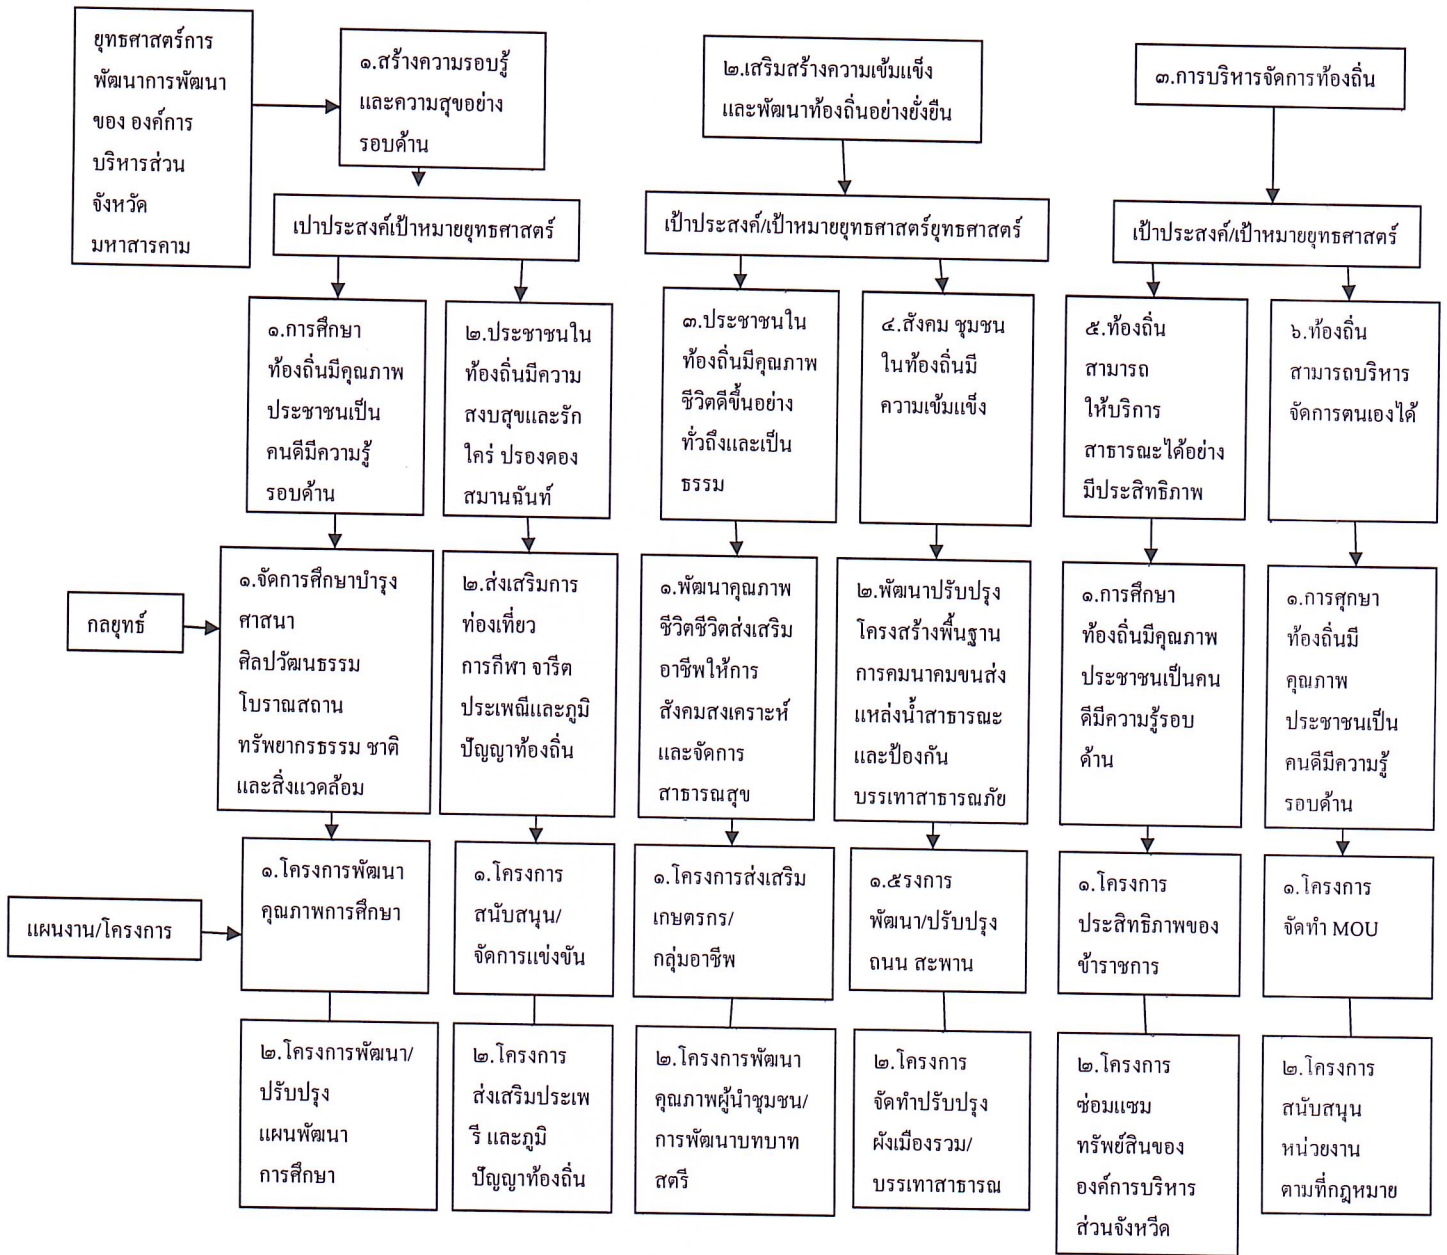 ยุทธศาสตร์การ
พัฒนาการพัฒนา
ของ องค์การ
บริหารส่วน
จังหวัด
มหาสารคาม
๑.สร้างความรอบรู้
และความสุขอย่าง
รอบด้าน
๒.เสริมสร้างความเข้มแข็ง
และพัฒนาท้องถิ่นอย่างยั่งยืน
๓.การบริหารจัดการท้องถิ่น
เปาประสงค์เป้าหมายยุทธศาสตร์
เป้าประสงค์/เป้าหมายยุทธศาสตร์ยุทธศาสตร์
เป้าประสงค์/เป้าหมายยุทธศาสตร์
๑.การศึกษา
ท้องถิ่นมีคุณภาพ
ประชาชนเป็น
คนดีมีความรู้
รอบด้าน
๒.ประชาชนใน
ท้องถิ่นมีความ
สงบสุขและรัก
ใคร่ ปรองดอง
สมานฉันท์
๓.ประชาชนใน
ท้องถิ่นมีคุณภาพ
ชีวิตดีขึ้นอย่าง
ทั่วถึงและเป็น
ธรรม
๔.สังคม ชุมชน
ในท้องถิ่นมี
ความเข้มแข็ง
๕.ท้องถิ่น
สามารถ
ให้บริการ
สาธารณะได้อย่าง
มีประสิทธิภาพ
๖.ท้องถิ่น
สามารถบริหาร
จัดการตนเองได้
กลยุทธ์
๑.จัดการศึกษาบำรุง
ศาสนา
ศิลปวัฒนธรรม
โบราณสถาน
ทรัพยากรธรรม ชาติ
และสิ่งแวดล้อม
๒.ส่งเสริมการ
ท่องเที่ยว
การกีฬา จารีต
ประเพณีและภูมิ
ปัญญาท้องถิ่น
๑.พัฒนาคุณภาพ
ชีวิตชีวิตส่งเสริม
อาชีพให้การ
สังคมสงเคราะห์
และจัดการ
สาธารณสุข
๒.พัฒนาปรับปรุง
โครงสร้างพื้นฐาน
การคมนาคมขนส่ง
แหล่งน้ำสาธารณะ
และป้องกัน
บรรเทาสาธารณภัย
๑.การศึกษา
ท้องถิ่นมีคุณภาพ
ประชาชนเป็นคน
ดีมีความรู้รอบ
ด้าน
๑.การศุกษา
ท้องถิ่นมี
คุณภาพ
ประชาชนเป็น
คนดีมีความรู้
รอบด้าน
แผนงาน/โครงการ
๑.โครงการพัฒนา
คุณภาพการศึกษา
๑.โครงการ
สนับสนุน/
จัดการแข่งขัน
๑.โครงการส่งเสริม
เกษตรกร/
กลุ่มอาชีพ
๑.๕รงการ
พัฒนา/ปรับปรุง
ถนน สะพาน
๑.โครงการ
ประสิทธิภาพของ
ข้าราชการ
๑.โครงการ
จัดทำ MOU
๒.โครงการพัฒนา/
ปรับปรุง
แผนพัฒนา
การศึกษา
๒.โครงการ
ส่งเสริมประเพ
รี และภูมิ
ปัญญาท้องถิ่น
๒.โครงการพัฒนา
คุณภาพผู้นำชุมชน/
การพัฒนาบทบาท
สตรี
๒.โครงการ
จัดทำปรับปรุง
ผังเมืองรวม/
บรรเทาสาธารณ
๒.โครงการ
ซ่อมแซม
ทรัพย์สินของ
องค์การบริหาร
ส่วนจังหวีด
๒.โครงการ
สนับสนุน
หน่วยงาน
ตามที่กฎหมาย